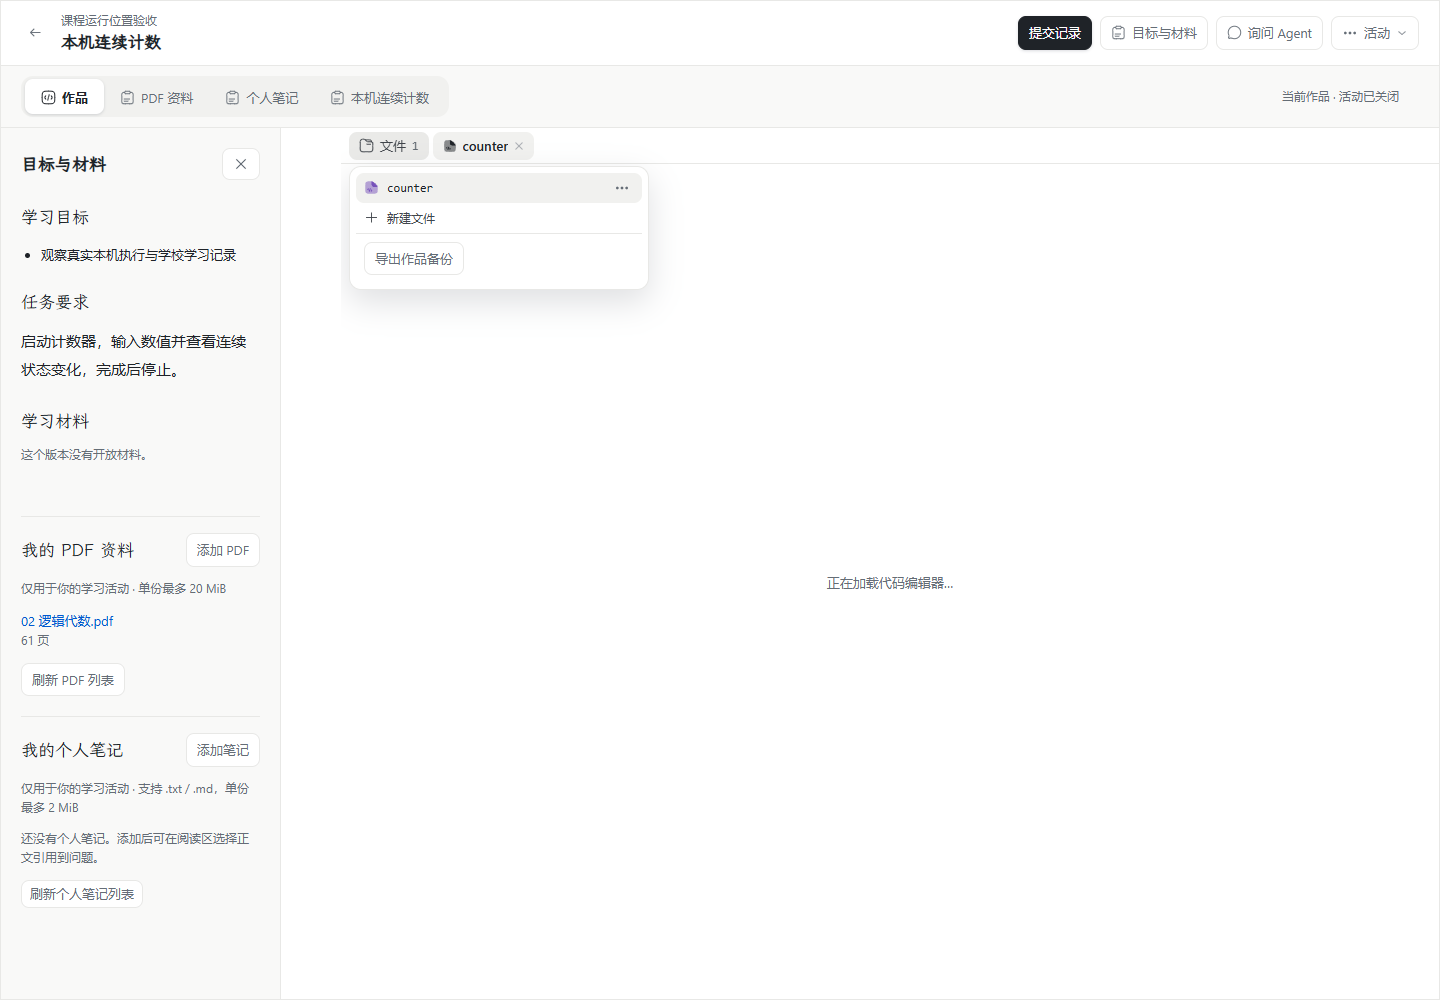 课程运行位置验收
本机连续计数
提交记录
目标与材料
询问 Agent
活动
作品
PDF 资料
个人笔记
本机连续计数
当前作品 · 活动已关闭
目标与材料
学习目标
观察真实本机执行与学校学习记录
任务要求
启动计数器，输入数值并查看连续
状态变化，完成后停止。
学习材料
这个版本没有开放材料。
我的 PDF 资料
添加 PDF
仅用于你的学习活动 · 单份最多 20 MiB
02 逻辑代数.pdf
61 页
刷新 PDF 列表
我的个人笔记
添加笔记
仅用于你的学习活动 · 支持 .txt / .md，单份
最多 2 MiB
还没有个人笔记。添加后可在阅读区选择正
文引用到问题。
刷新个人笔记列表
文件 1
counter
counter
新建文件
导出作品备份
正在加载代码编辑器...